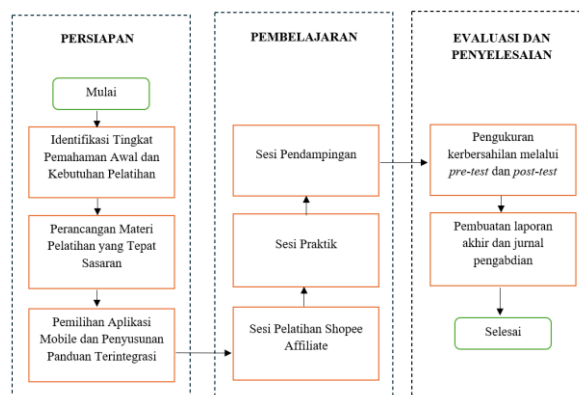 PERSIAPAN
Mulai
Identifikasi Tingkat
Pemahaman Awal dan
Kebutuhan Pelatihan
Perancangan Materi
Pelatihan yang Tepat
Sasaran
Pemilihan Aplikasi
Mobile dan Penyusunan
Panduan Terintegrasi
PEMBELAJARAN
Sesi Pendampingan
Sesi Praktik
Sesi Pelatihan Shopee
Affiliate
EVALUASI DAN
PENYELESAIAN
Pengukuran
kerbersahilan melalui
pre-test dan post-test
Pembuatan laporan
akhir dan jurnal
pengabdian
Selesai